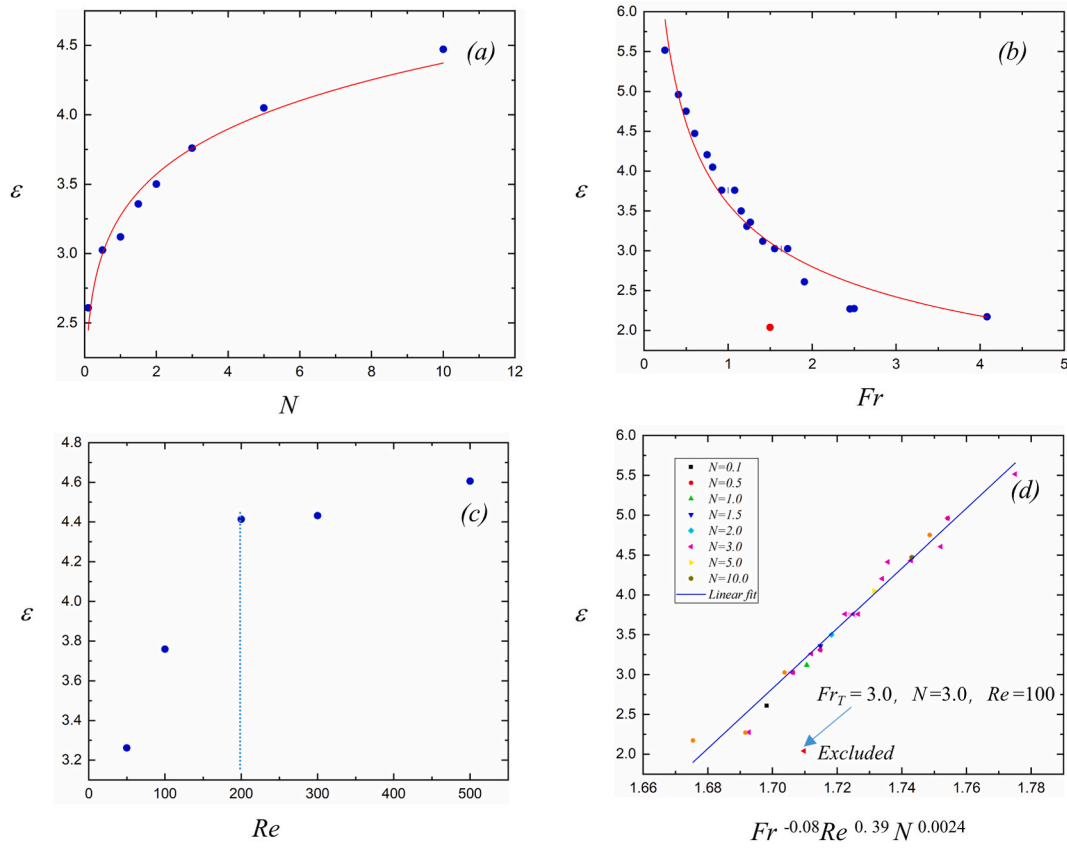 (a)
4.5
4.0
3.5
3.0
2.5
ε
0 2 4 6 8 10 12
N
(b)
6.0
5.5
5.0
4.5
4.0
3.5
3.0
2.5
2.0
ε
0 1 2 3 4 5
Fr
(c)
4.8
4.6
4.4
4.2
4.0
3.8
3.6
3.4
3.2
ε
0 100 200 300 400 500
Re
(d)
6.0
5.5
5.0
4.5
4.0
3.5
3.0
2.5
2.0
ε
N=0.1
N=0.5
N=1.0
N=1.5
N=2.0
N=3.0
N=5.0
N=10.0
Linear fit
Fr_T = 3.0, N=3.0, Re =100
Excluded
1.66 1.68 1.70 1.72 1.74 1.76 1.78
Fr ^-0.08 Re ^0.39 N ^0.0024